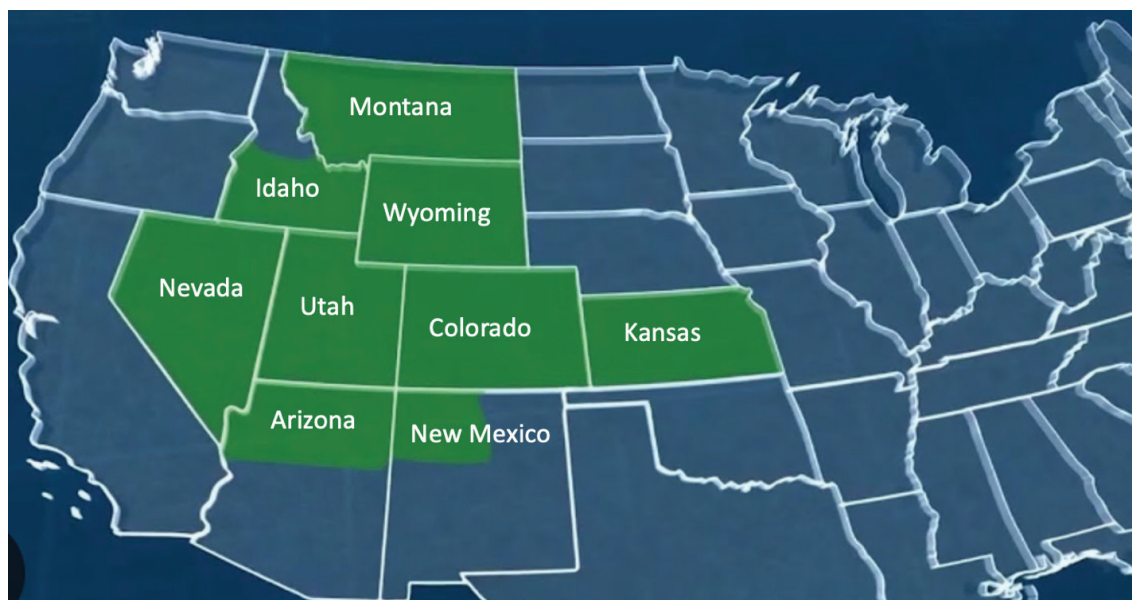 Montana
Idaho
Wyoming
Nevada
Utah
Colorado
Kansas
Arizona
New Mexico